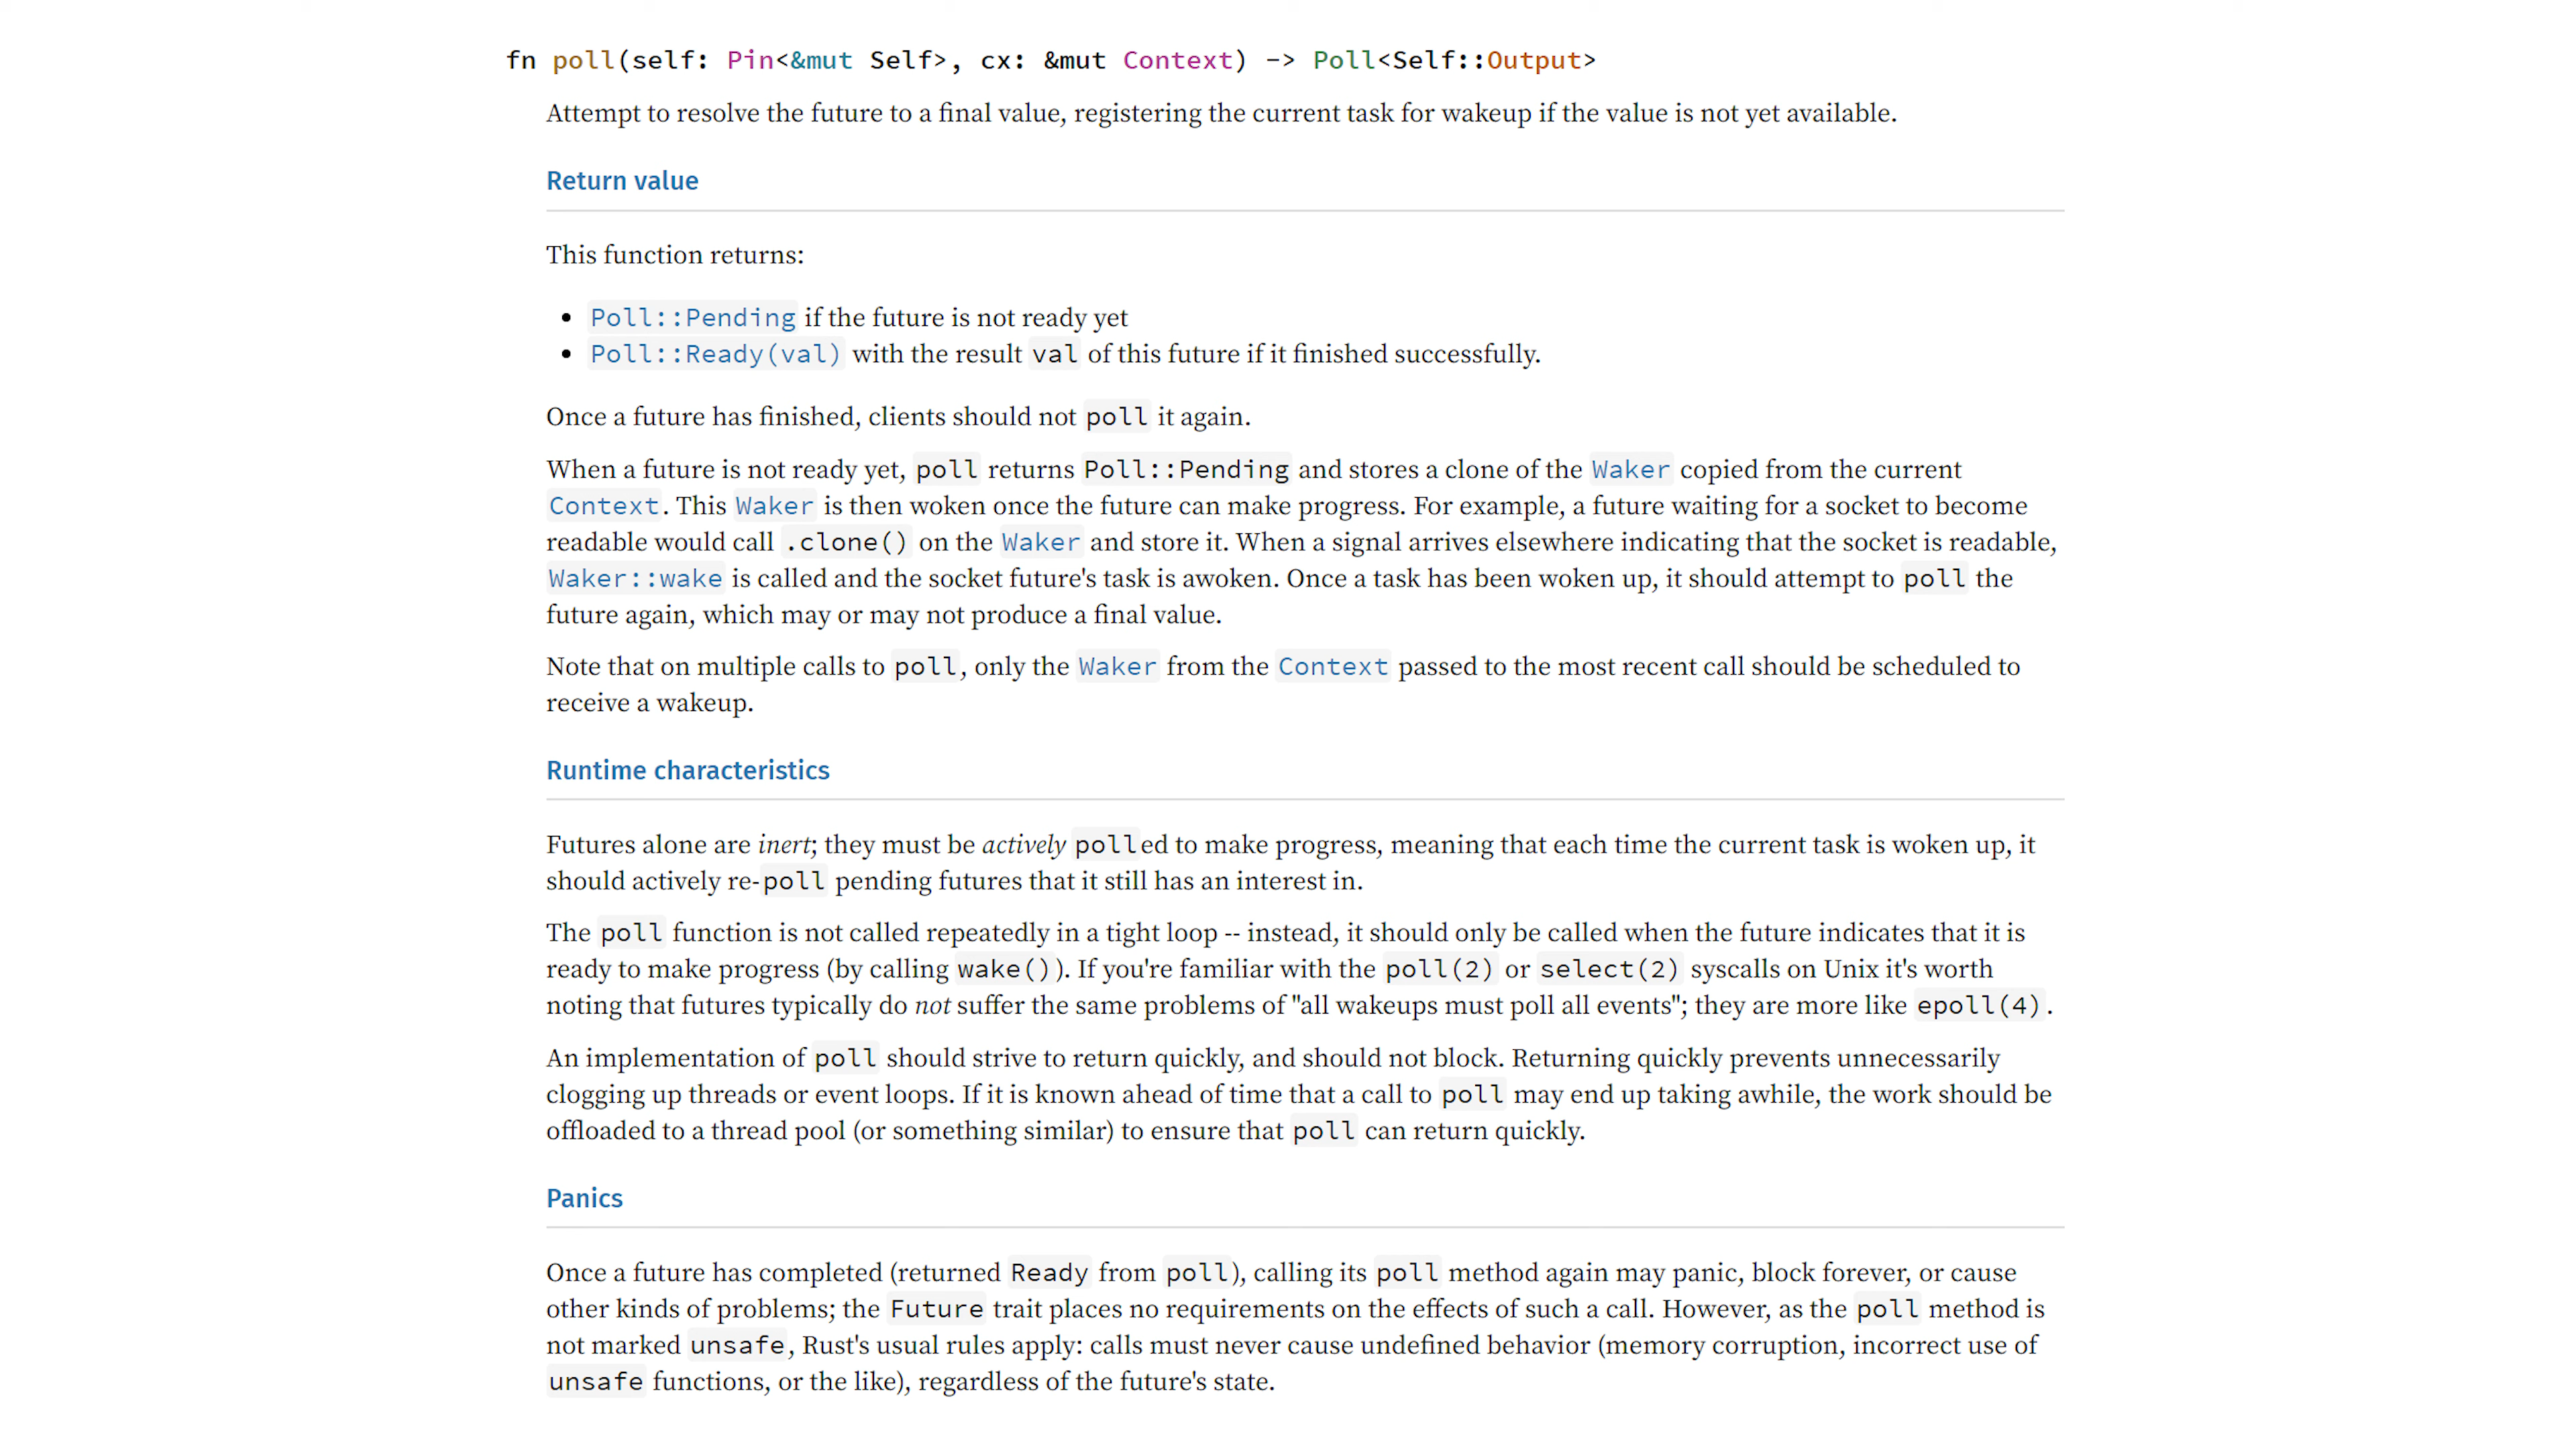 fn poll(self: Pin<&mut Self>, cx: &mut Context) -> Poll<Self::Output>
Attempt to resolve the future to a final value, registering the current task for wakeup if the value is not yet available.
Return value
This function returns:
• Poll::Pending if the future is not ready yet
• Poll::Ready(val) with the result val of this future if it finished successfully.
Once a future has finished, clients should not poll it again.
When a future is not ready yet, poll returns Poll::Pending and stores a clone of the Waker copied from the current
Context. This Waker is then woken once the future can make progress. For example, a future waiting for a socket to become
readable would call .clone() on the Waker and store it. When a signal arrives elsewhere indicating that the socket is readable,
Waker::wake is called and the socket future's task is awoken. Once a task has been woken up, it should attempt to poll the
future again, which may or may not produce a final value.
Note that on multiple calls to poll, only the Waker from the Context passed to the most recent call should be scheduled to
receive a wakeup.
Runtime characteristics
Futures alone are inert; they must be actively polled to make progress, meaning that each time the current task is woken up, it
should actively re-poll pending futures that it still has an interest in.
The poll function is not called repeatedly in a tight loop -- instead, it should only be called when the future indicates that it is
ready to make progress (by calling wake()). If you're familiar with the poll(2) or select(2) syscalls on Unix it's worth
noting that futures typically do not suffer the same problems of "all wakeups must poll all events"; they are more like epoll(4).
An implementation of poll should strive to return quickly, and should not block. Returning quickly prevents unnecessarily
clogging up threads or event loops. If it is known ahead of time that a call to poll may end up taking awhile, the work should be
offloaded to a thread pool (or something similar) to ensure that poll can return quickly.
Panics
Once a future has completed (returned Ready from poll), calling its poll method again may panic, block forever, or cause
other kinds of problems; the Future trait places no requirements on the effects of such a call. However, as the poll method is
not marked unsafe, Rust's usual rules apply: calls must never cause undefined behavior (memory corruption, incorrect use of
unsafe functions, or the like), regardless of the future's state.